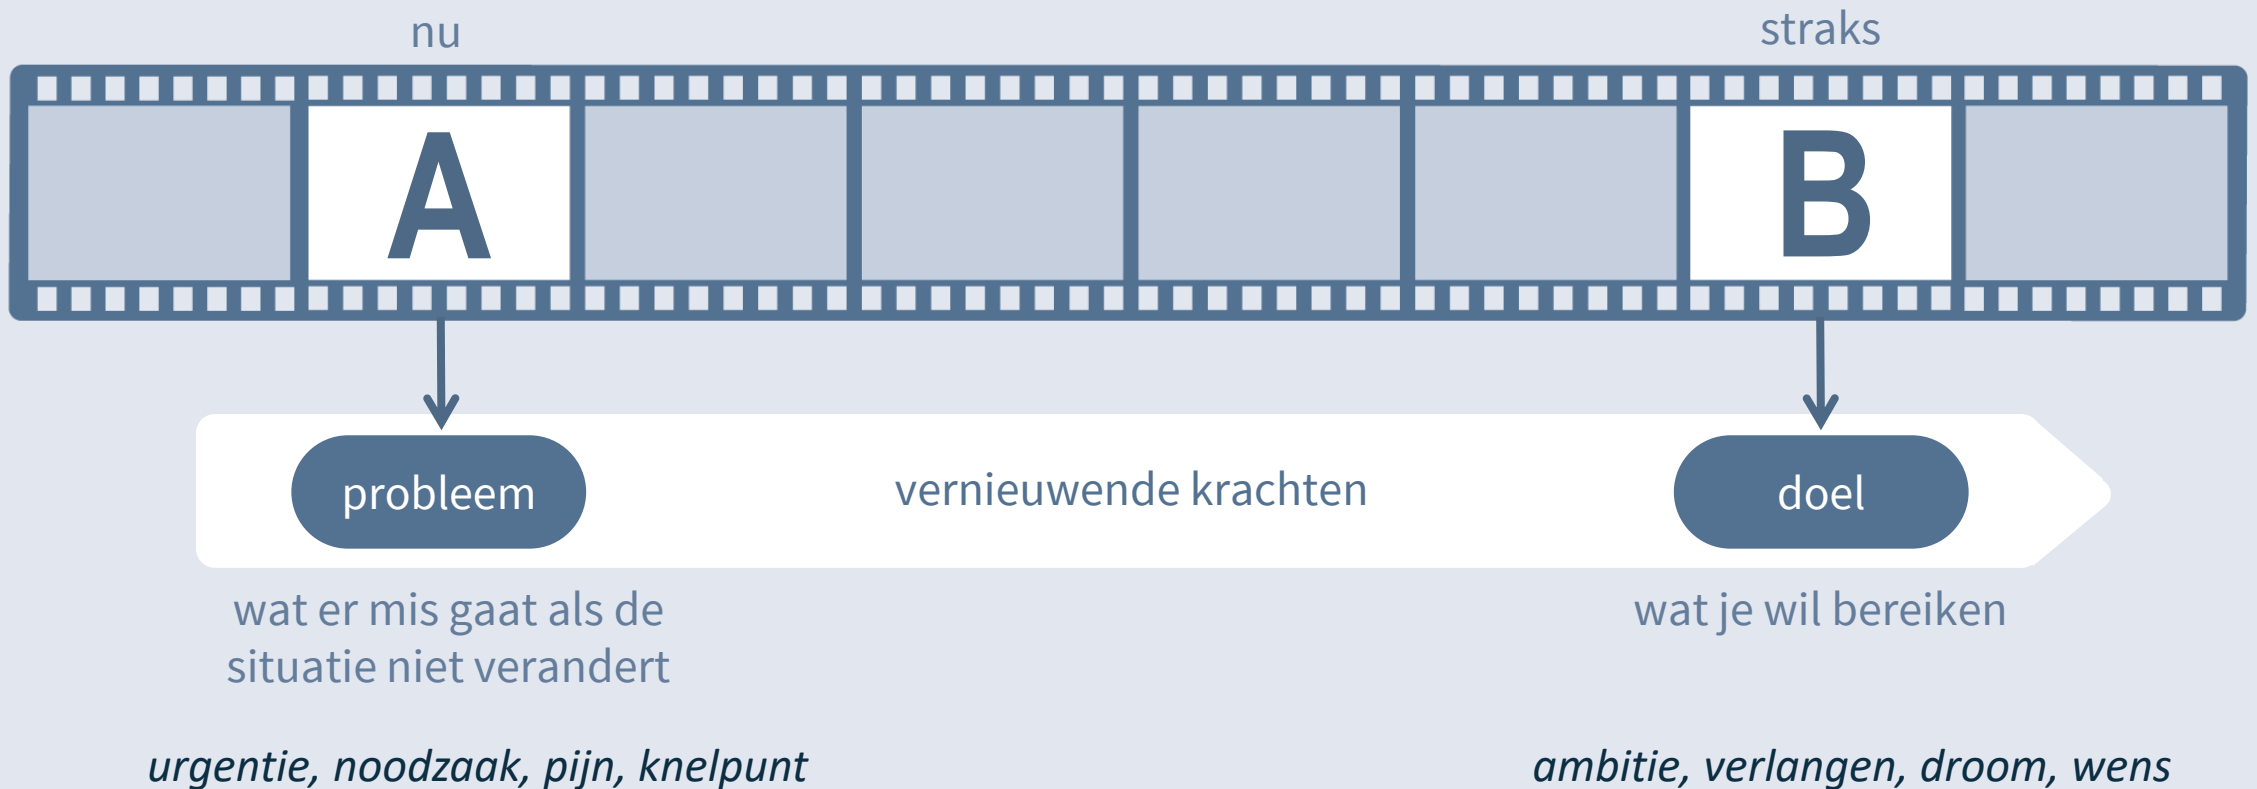 nu
straks
A
B
probleem
vernieuwende krachten
doel
wat er mis gaat als de
situatie niet verandert
wat je wil bereiken
urgentie, noodzaak, pijn, knelpunt
ambitie, verlangen, droom, wens